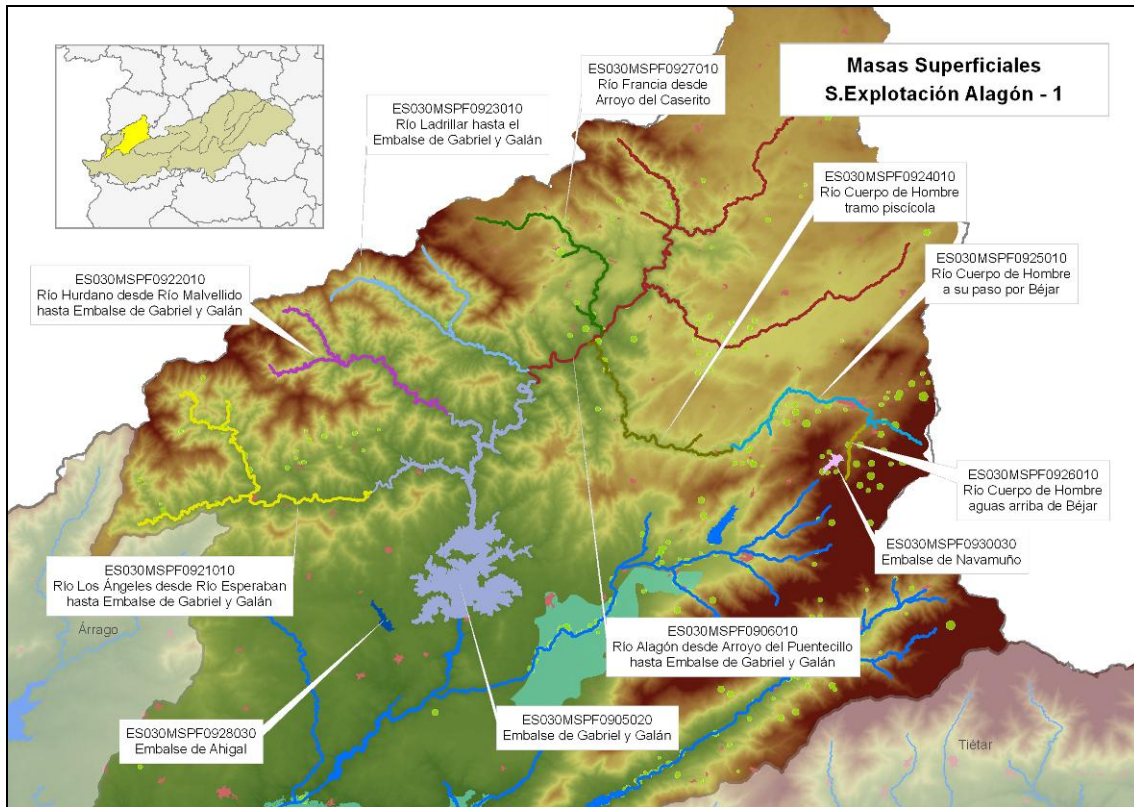 Masas Superficiales
S.Explotación Alagón - 1
ES030MSPF0927010
Río Francia desde
Arroyo del Caserito
ES030MSPF0923010
Río Ladrillar hasta el
Embalse de Gabriel y Galán
ES030MSPF0924010
Río Cuerpo de Hombre
tramo piscícola
ES030MSPF0925010
Río Cuerpo de Hombre
a su paso por Béjar
ES030MSPF0922010
Río Hurdano desde Río Malvellido
hasta Embalse de Gabriel y Galán
ES030MSPF0926010
Río Cuerpo de Hombre
aguas arriba de Béjar
ES030MSPF0930030
Embalse de Navamuño
ES030MSPF0921010
Río Los Ángeles desde Río Esperaban
hasta Embalse de Gabriel y Galán
Árrago
ES030MSPF0906010
Río Alagón desde Arroyo del Puentecillo
hasta Embalse de Gabriel y Galán
ES030MSPF0928030
Embalse de Ahigal
ES030MSPF0905020
Embalse de Gabriel y Galán
Tiétar